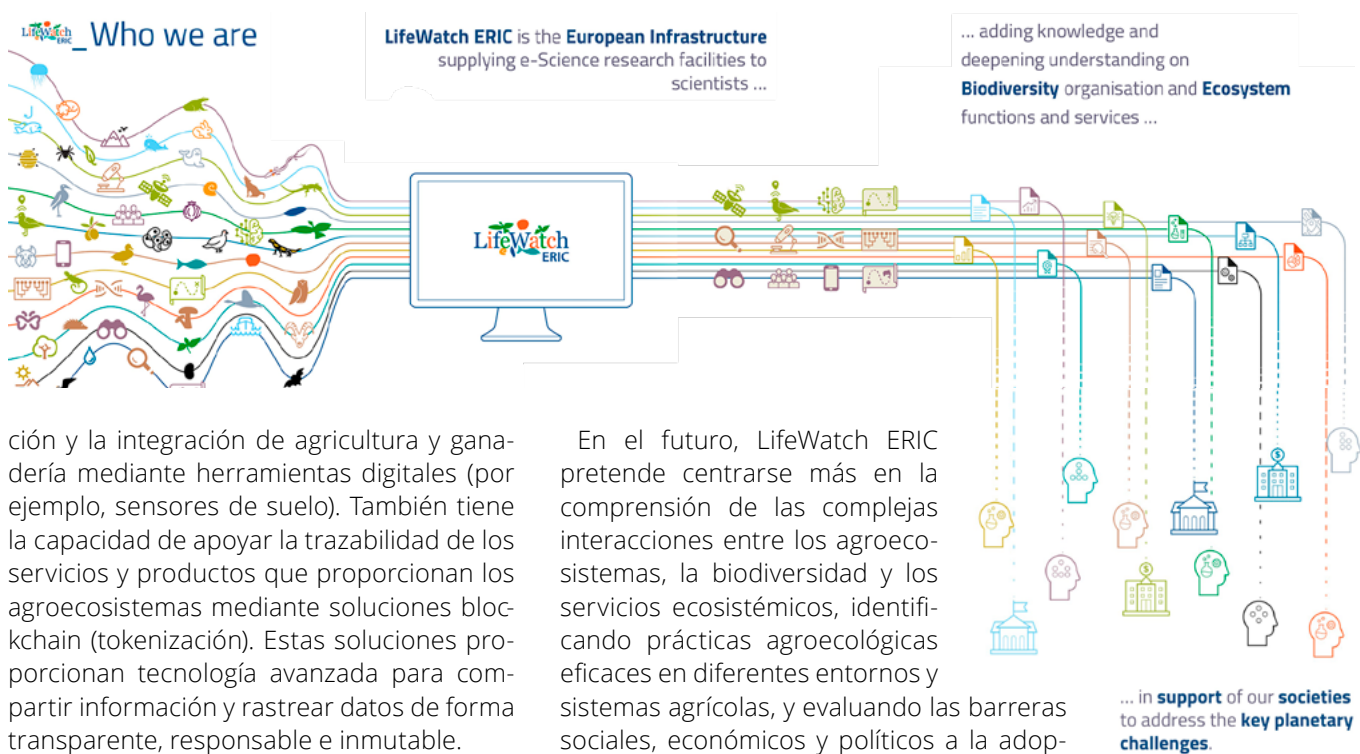 LifeWatch
ERIC
_Who we are
LifeWatch ERIC is the European Infrastructure
supplying e-Science research facilities to
scientists ...
... adding knowledge and
deepening understanding on
Biodiversity organisation and Ecosystem
functions and services ...
LifeWatch
ERIC
ción y la integración de agricultura y gana-
dería mediante herramientas digitales (por
ejemplo, sensores de suelo). También tiene
la capacidad de apoyar la trazabilidad de los
servicios y productos que proporcionan los
agroecosistemas mediante soluciones bloc-
kchain (tokenización). Estas soluciones pro-
porcionan tecnología avanzada para com-
partir información y rastrear datos de forma
transparente, responsable e inmutable.
En el futuro, LifeWatch ERIC
pretende centrarse más en la
comprensión de las complejas
interacciones entre los agroeco-
sistemas, la biodiversidad y los
servicios ecosistémicos, identifi-
cando prácticas agroecológicas
eficaces en diferentes entornos y
sistemas agrícolas, y evaluando las barreras
sociales, económicos y políticos a la adop-
... in support of our societies
to address the key planetary
challenges.